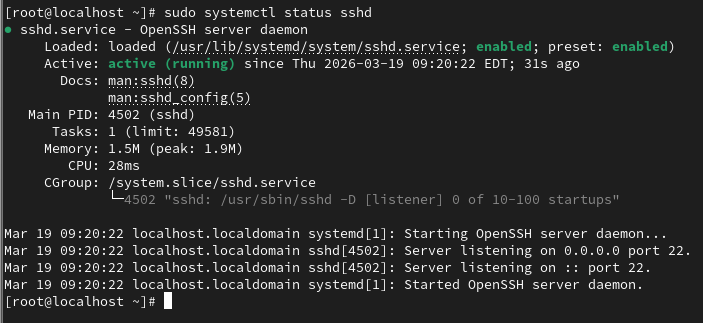 [root@localhost ~]# sudo systemctl status sshd
● sshd.service - OpenSSH server daemon
Loaded: loaded (/usr/lib/systemd/system/sshd.service; enabled; preset: enabled)
Active: active (running) since Thu 2026-03-19 09:20:22 EDT; 31s ago
Docs: man:sshd(8)
man:sshd_config(5)
Main PID: 4502 (sshd)
Tasks: 1 (limit: 49581)
Memory: 1.5M (peak: 1.9M)
CPU: 28ms
CGroup: /system.slice/sshd.service
└─4502 "sshd: /usr/sbin/sshd -D [listener] 0 of 10-100 startups"
Mar 19 09:20:22 localhost.localdomain systemd[1]: Starting OpenSSH server daemon...
Mar 19 09:20:22 localhost.localdomain sshd[4502]: Server listening on 0.0.0.0 port 22.
Mar 19 09:20:22 localhost.localdomain sshd[4502]: Server listening on :: port 22.
Mar 19 09:20:22 localhost.localdomain systemd[1]: Started OpenSSH server daemon.
[root@localhost ~]#